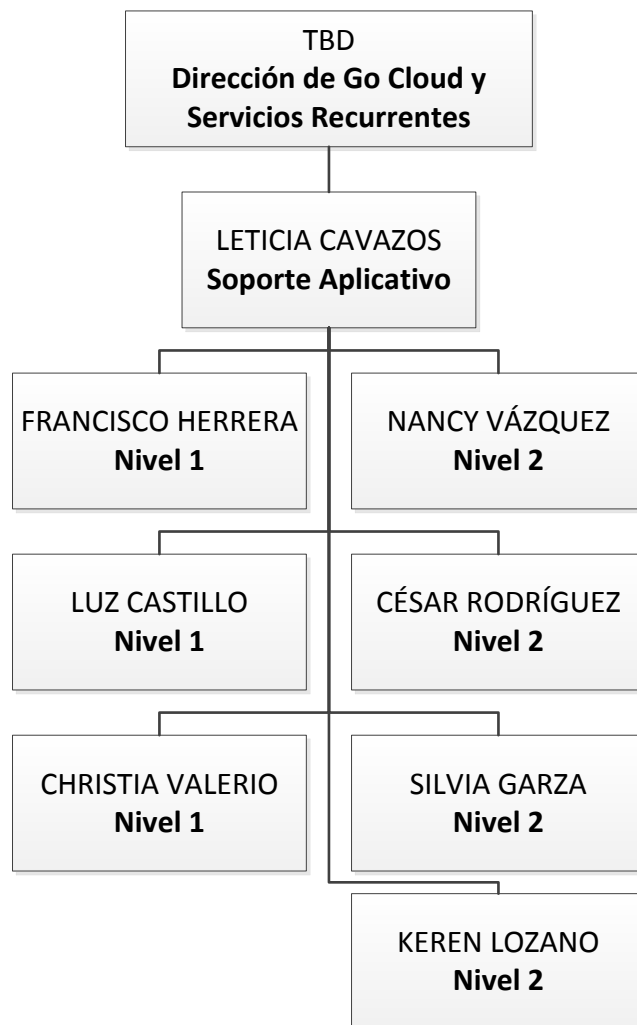 TBD
Dirección de Go Cloud y
Servicios Recurrentes
LETICIA CAVAZOS
Soporte Aplicativo
FRANCISCO HERRERA
Nivel 1
NANCY VÁZQUEZ
Nivel 2
LUZ CASTILLO
Nivel 1
CÉSAR RODRÍGUEZ
Nivel 2
CHRISTIA VALERIO
Nivel 1
SILVIA GARZA
Nivel 2
KEREN LOZANO
Nivel 2